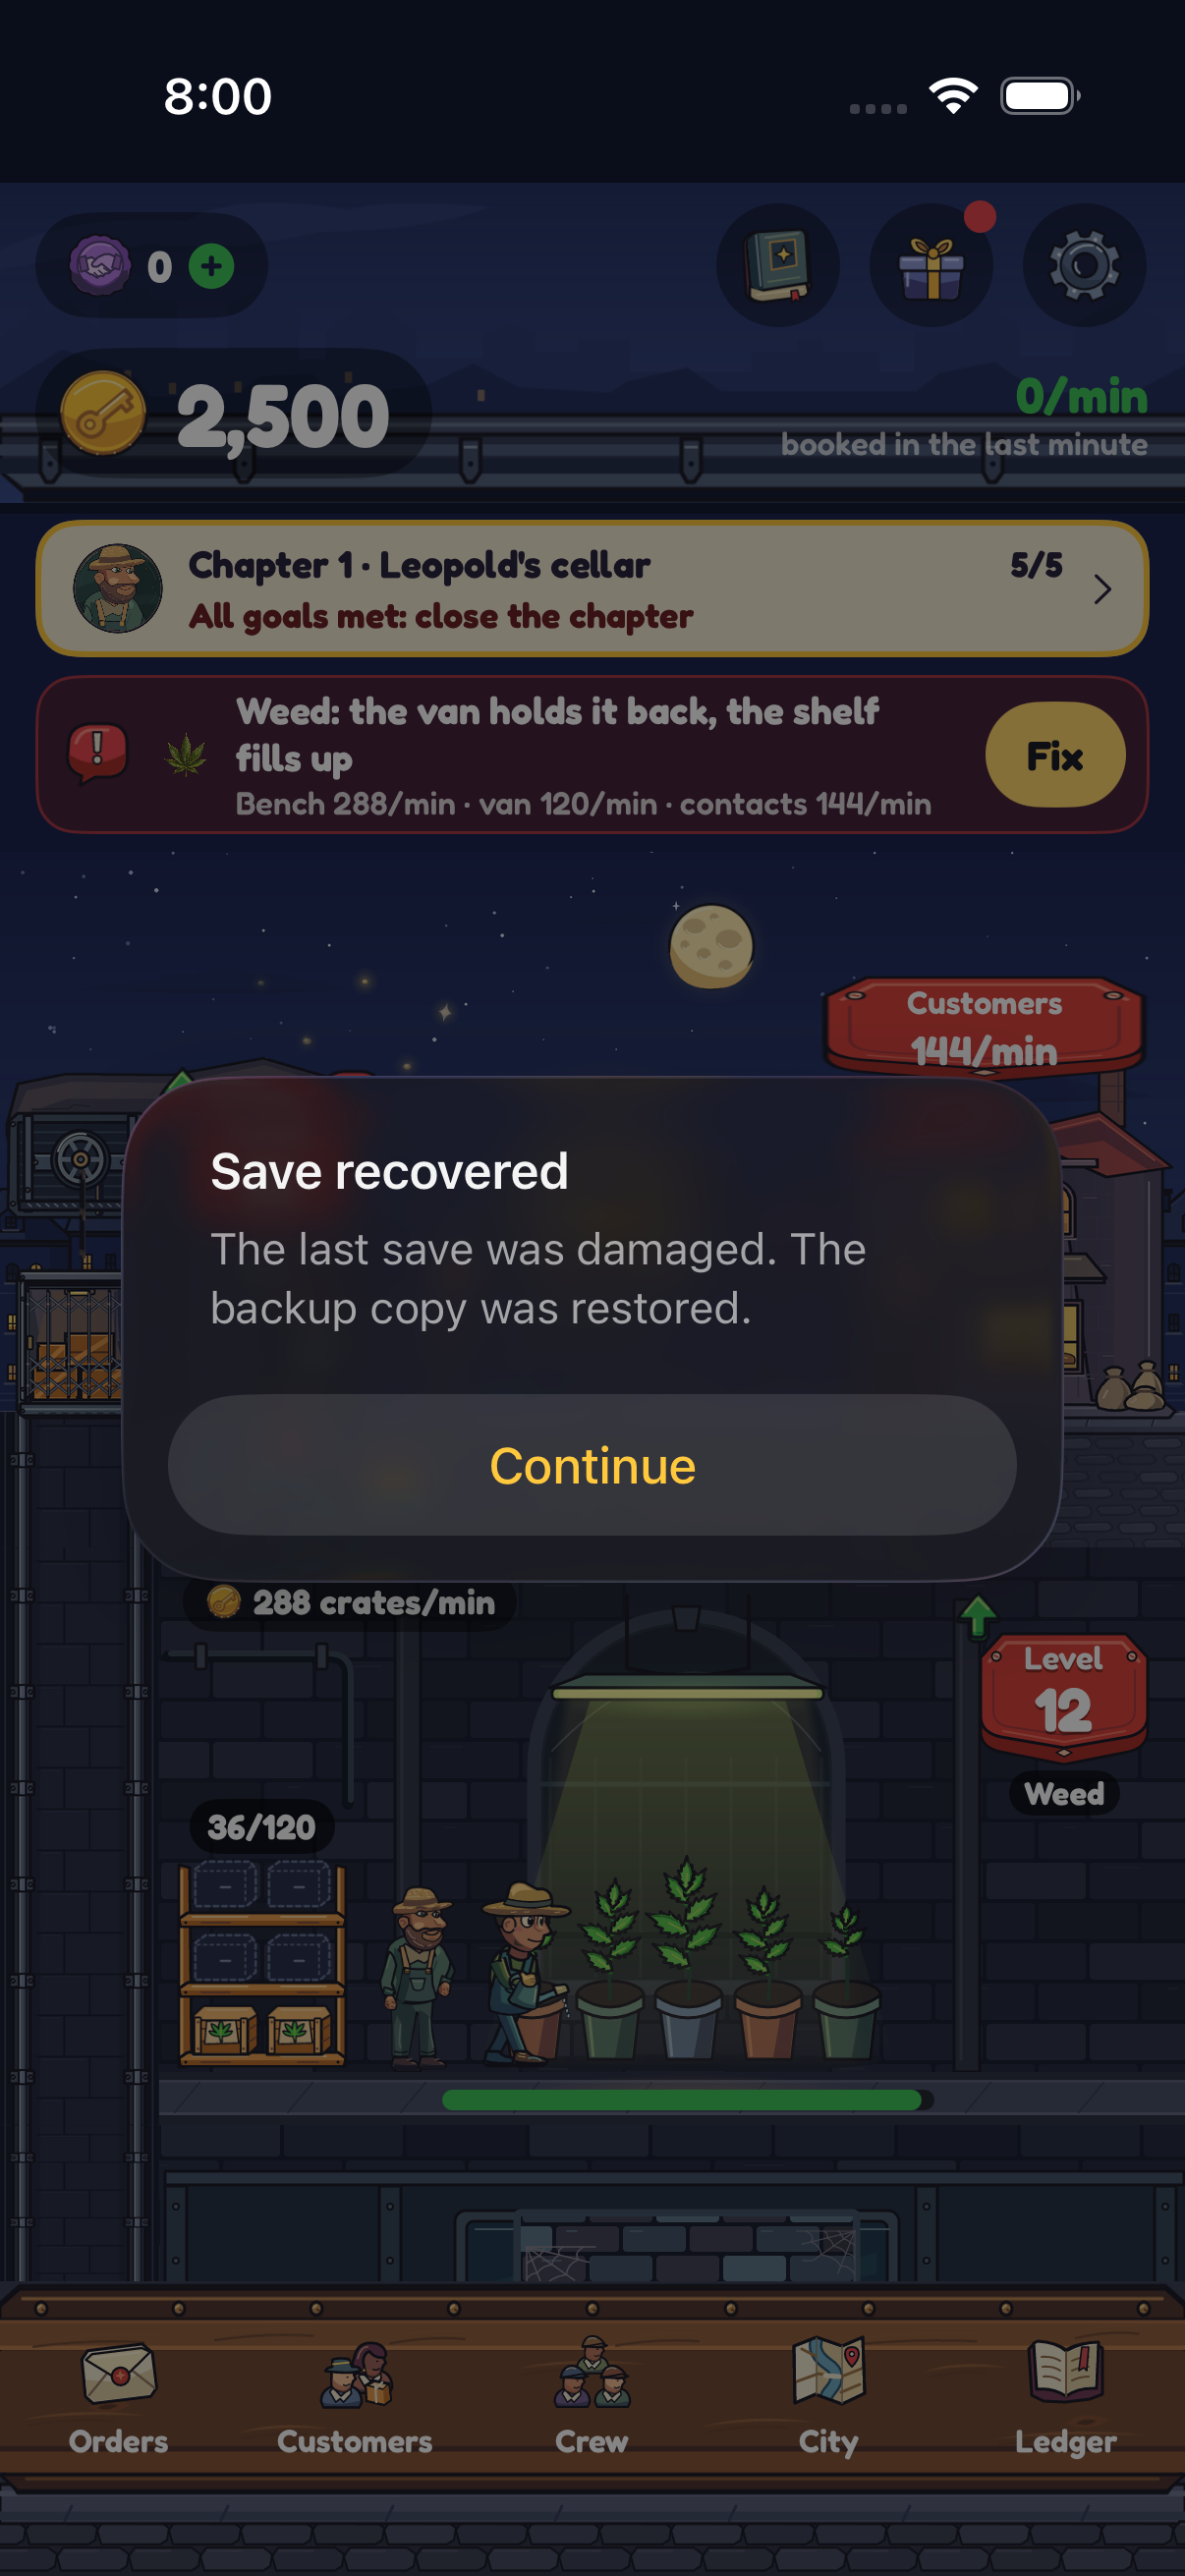 8:00
0
2,500
0/min
booked in the last minute
Chapter 1 · Leopold's cellar
5/5
All goals met: close the chapter
Weed: the van holds it back, the shelf
fills up
Bench 288/min · van 120/min · contacts 144/min
Fix
Customers
144/min
Save recovered
The last save was damaged. The
backup copy was restored.
Continue
288 crates/min
Level
12
Weed
36/120
Orders
Customers
Crew
City
Ledger